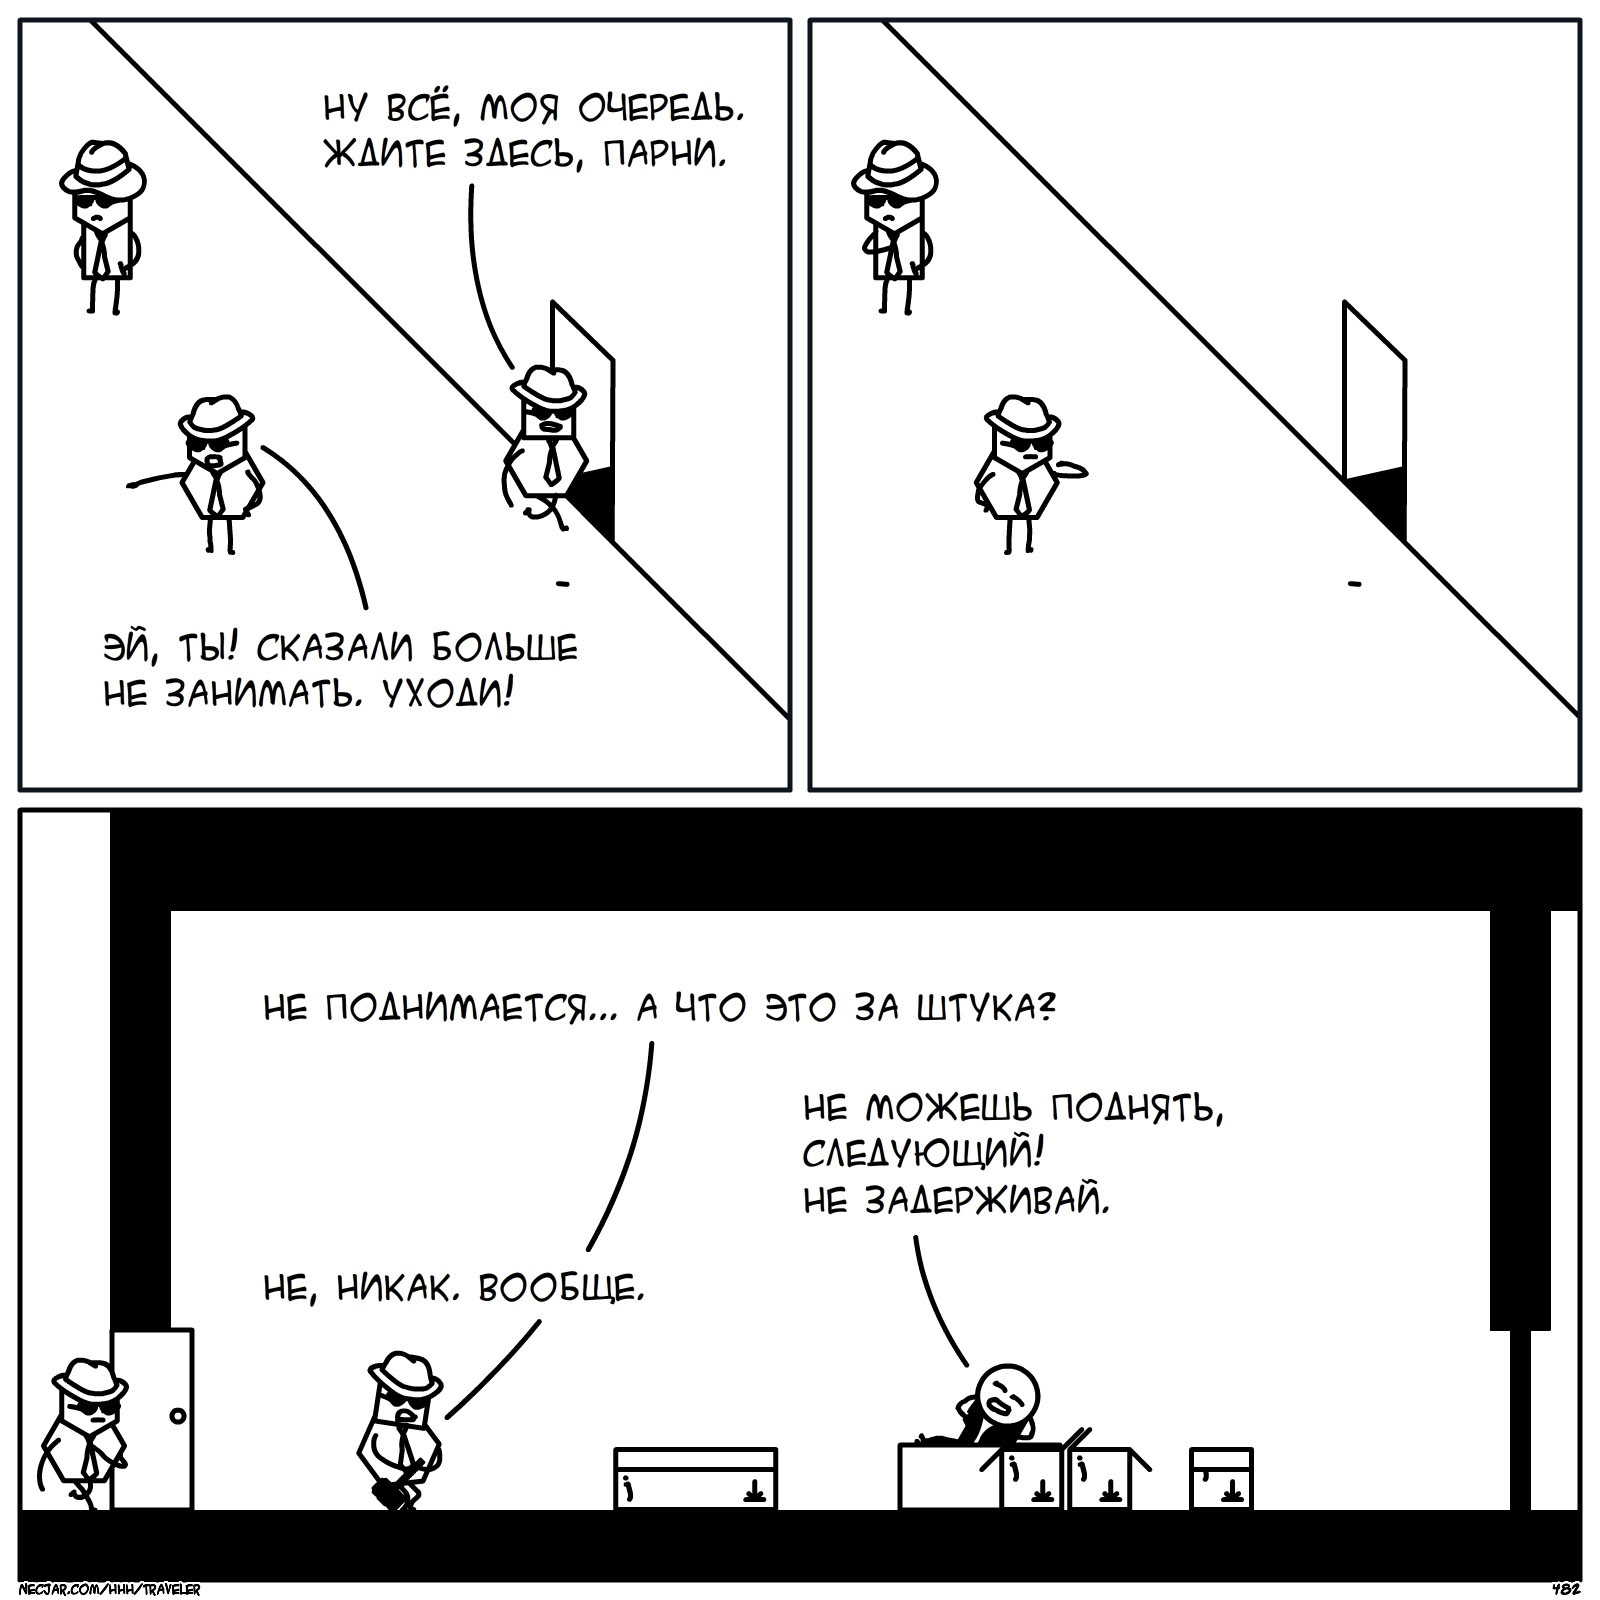 НУ ВСЁ, МОЯ ОЧЕРЕДЬ.
ЖДИТЕ ЗДЕСЬ, ПАРНИ.
ЭЙ, ТЫ! СКАЗАЛИ БОЛЬШЕ
НЕ ЗАНИМАТЬ. УХОДИ!
НЕ ПОДНИМАЕТСЯ... А ЧТО ЭТО ЗА ШТУКА?
НЕ МОЖЕШЬ ПОДНЯТЬ,
СЛЕДУЮЩИЙ!
НЕ ЗАДЕРЖИВАЙ.
НЕ, НИКАК. ВООБЩЕ.
NECJAR.COM/HHH/TRAVELER
482